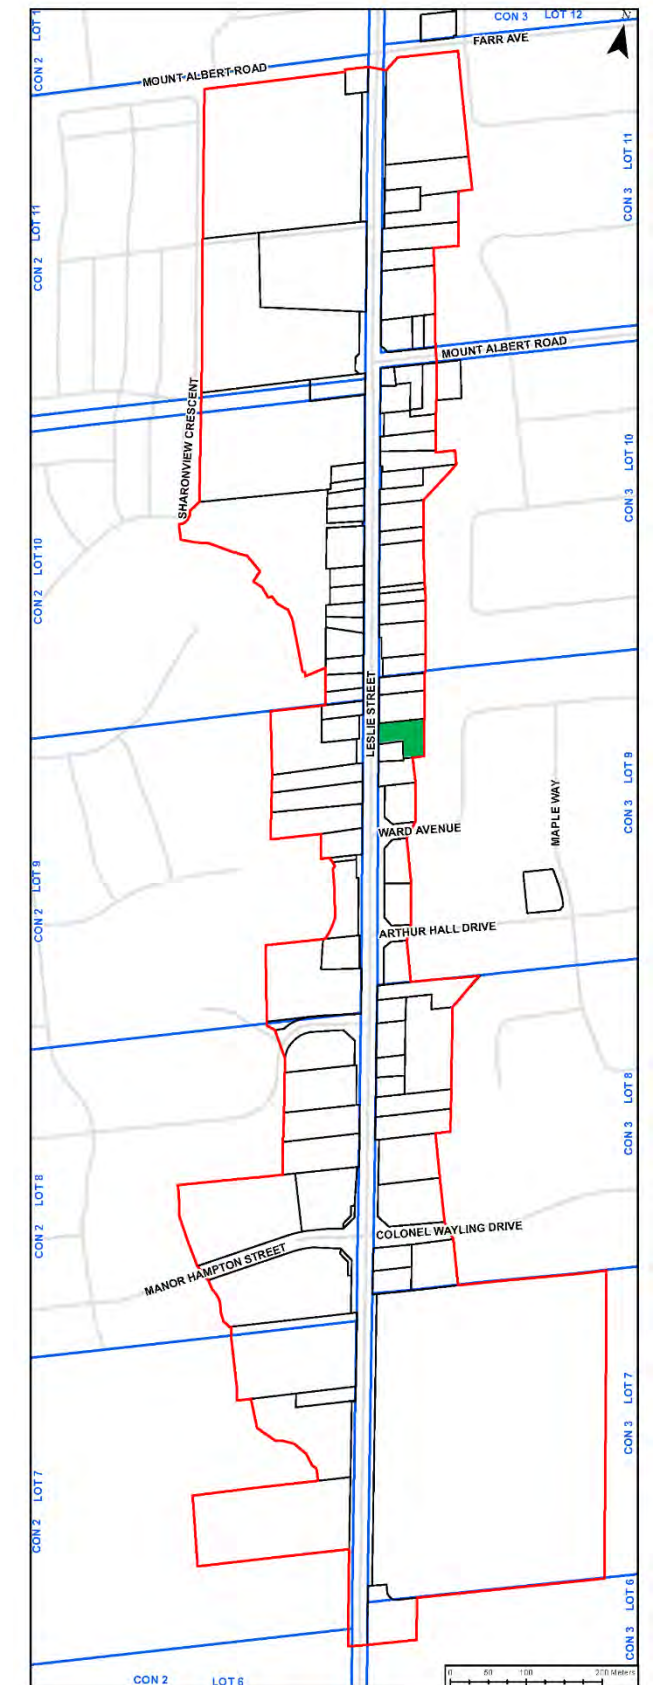 CON 3 LOT 12
N
FARR AVE
CON 2 LOT 1
MOUNT ALBERT ROAD
CON 3 LOT 11
CON 2 LOT 11
MOUNT ALBERT ROAD
SHARONVIEW CRESCENT
CON 3 LOT 10
CON 2 LOT 10
LESLIE STREET
CON 3 LOT 9
MAPLE WAY
WARD AVENUE
CON 2 LOT 9
ARTHUR HALL DRIVE
CON 3 LOT 8
CON 2 LOT 8
COLONEL WAYLING DRIVE
MANOR HAMPTON STREET
CON 3 LOT 7
CON 2 LOT 7
CON 3 LOT 6
CON 2 LOT 6
0 50 100 200 Meters